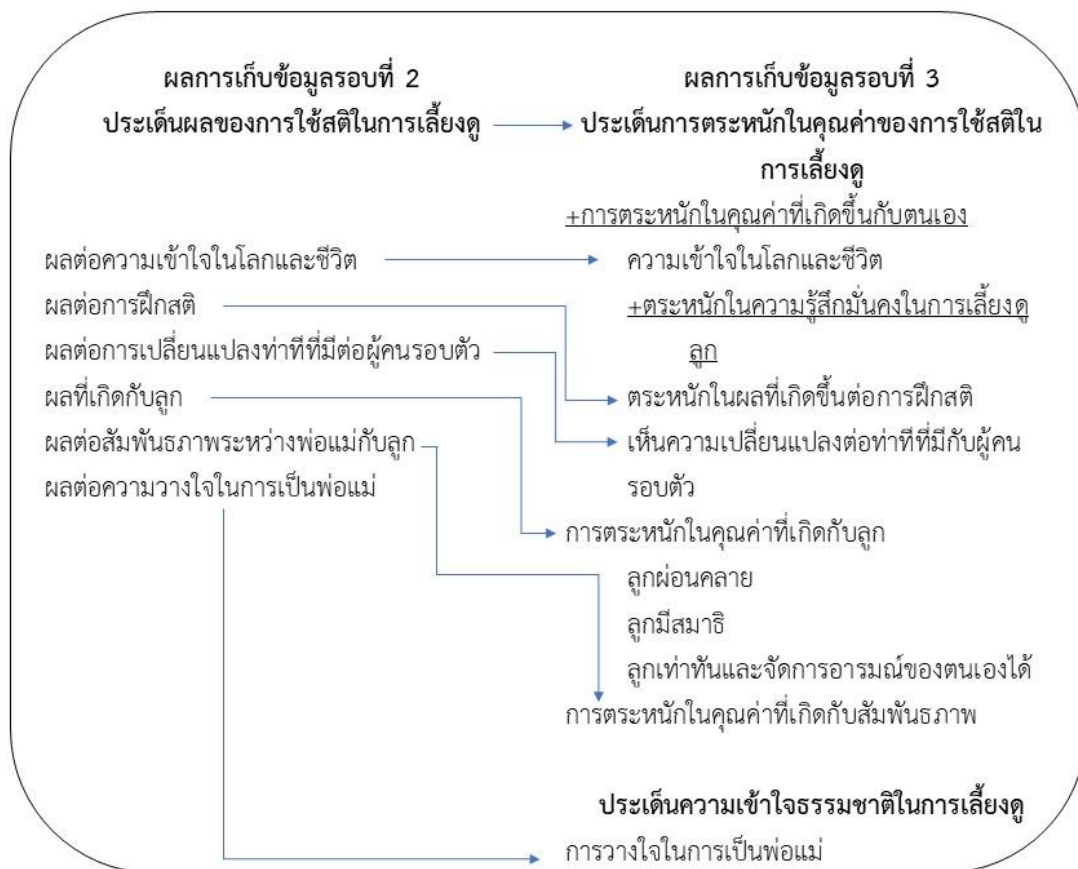 ผลการเก็บข้อมูลรอบที่ 2
ประเด็นผลของการใช้สติในการเลี้ยงดู
ผลต่อความเข้าใจในโลกและชีวิต
ผลต่อการฝึกสติ
ผลต่อการเปลี่ยนแปลงท่าทีที่มีต่อผู้คนรอบตัว
ผลที่เกิดกับลูก
ผลต่อสัมพันธภาพระหว่างพ่อแม่กับลูก
ผลต่อความวางใจในการเป็นพ่อแม่
ผลการเก็บข้อมูลรอบที่ 3
ประเด็นการตระหนักในคุณค่าของการใช้สติใน
การเลี้ยงดู
+การตระหนักในคุณค่าที่เกิดขึ้นกับตนเอง
ความเข้าใจในโลกและชีวิต
+ตระหนักในความรู้สึกมั่นคงในการเลี้ยงดู
ลูก
ตระหนักในผลที่เกิดขึ้นต่อการฝึกสติ
เห็นความเปลี่ยนแปลงต่อท่าทีที่มีกับผู้คน
รอบตัว
การตระหนักในคุณค่าที่เกิดกับลูก
ลูกผ่อนคลาย
ลูกมีสมาธิ
ลูกเท่าทันและจัดการอารมณ์ของตนเองได้
การตระหนักในคุณค่าที่เกิดกับสัมพันธภาพ
ประเด็นความเข้าใจธรรมชาติในการเลี้ยงดู
การวางใจในการเป็นพ่อแม่